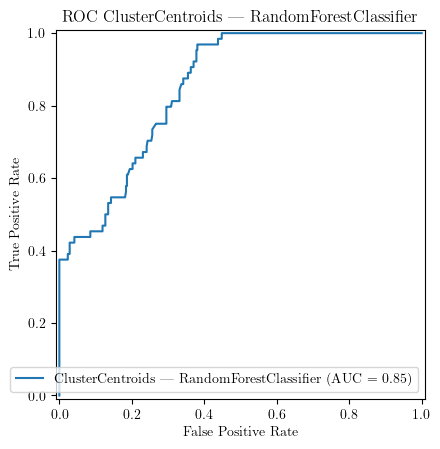 ROC ClusterCentroids — RandomForestClassifier
1.0
0.8
0.6
0.4
0.2
0.0
True Positive Rate
ClusterCentroids — RandomForestClassifier (AUC = 0.85)
0.0 0.2 0.4 0.6 0.8 1.0
False Positive Rate